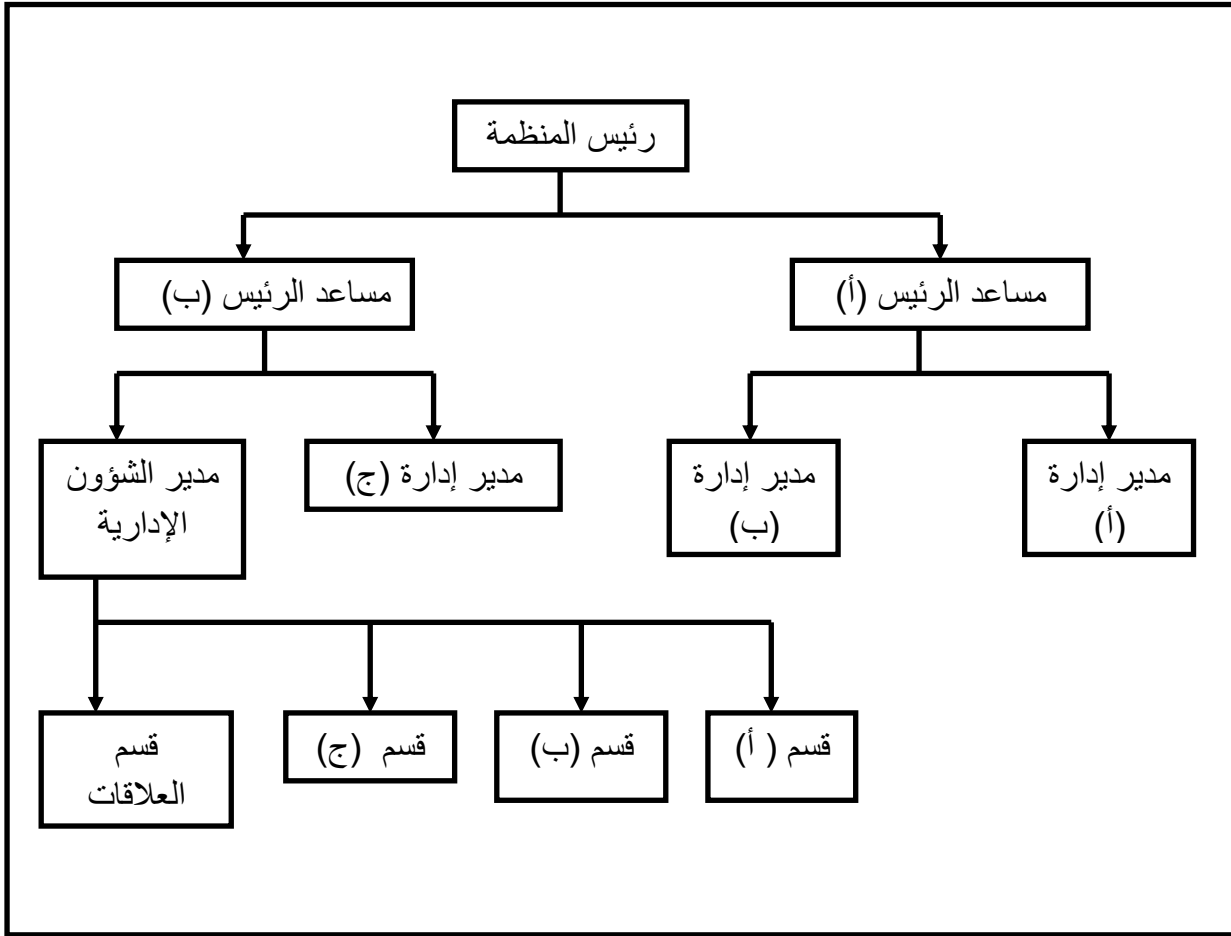 رئيس المنظمة
مساعد الرئيس (أ)
مساعد الرئيس (ب)
مدير إدارة
(أ)
مدير إدارة
(ب)
مدير إدارة (ج)
مدير الشؤون
الإدارية
قسم ( أ)
قسم (ب)
قسم (ج)
قسم
العلاقات